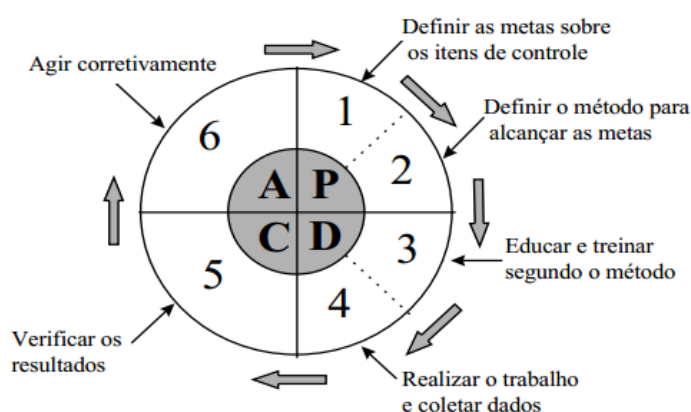 Definir as metas sobre
os itens de controle
Agir corretivamente
Definir o método para
alcançar as metas
1
6
2
A P
C D
3
5
4
Educar e treinar
segundo o método
Verificar os
resultados
Realizar o trabalho
e coletar dados